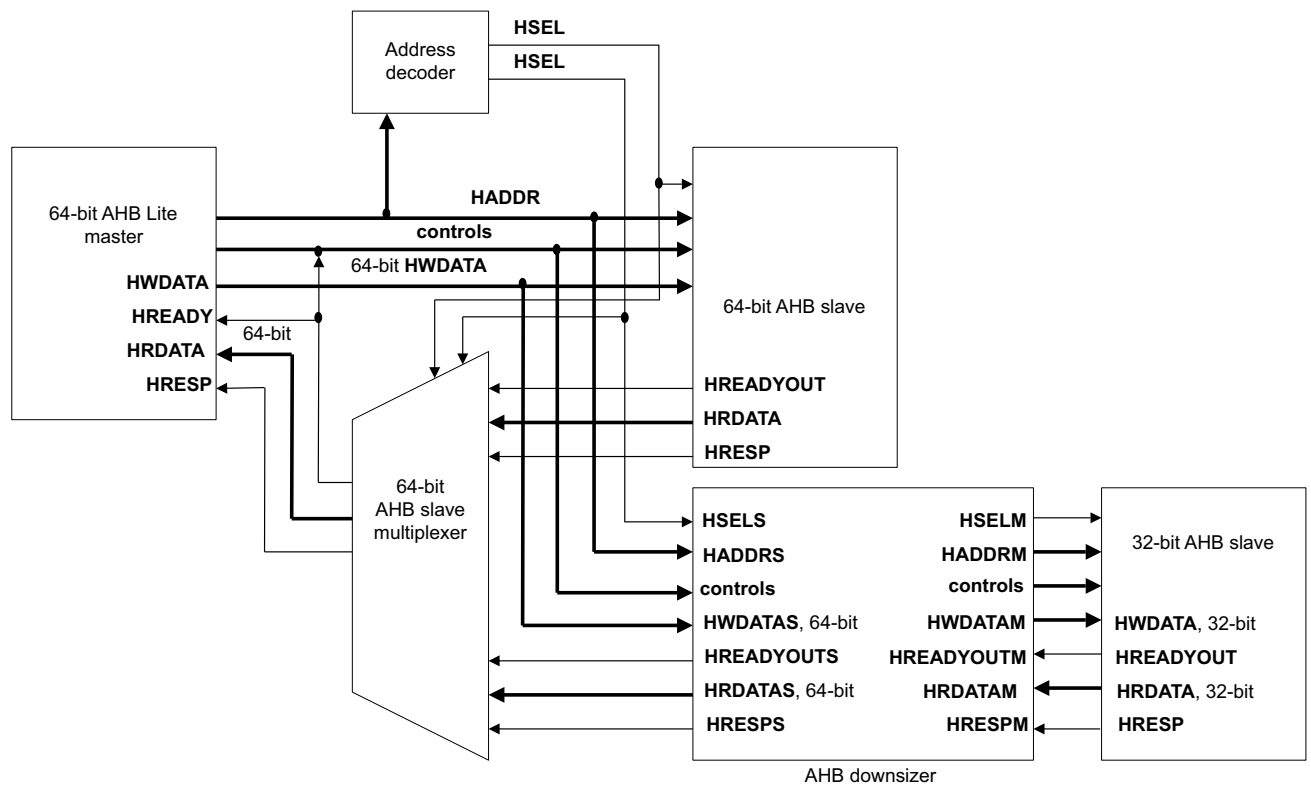 HSEL
Address
decoder
HSEL
64-bit AHB Lite
master
HADDR
controls
64-bit HWDATA
HWDATA
HREADY
64-bit
HRDATA
HRESP
64-bit AHB slave
HREADYOUT
HRDATA
HRESP
64-bit
AHB slave
multiplexer
HSELS
HADDRS
controls
HWDATAS, 64-bit
HREADYOUTS
HRDATAS, 64-bit
HRESPS
HSELM
HADDRM
controls
HWDATAM
HREADYOUTM
HRDATAM
HRESPM
32-bit AHB slave
HWDATA, 32-bit
HREADYOUT
HRDATA, 32-bit
HRESP
AHB downsizer